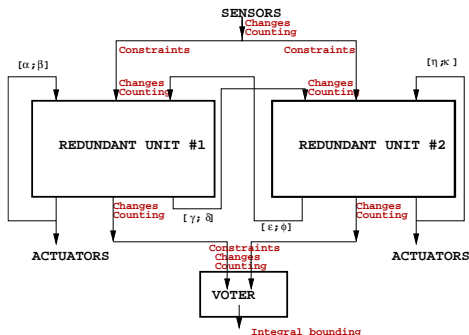 SENSORS
Changes
Counting
Constraints
Constraints
[α;β]
[η;κ]
Changes
Counting
Changes
Counting
REDUNDANT UNIT #1
REDUNDANT UNIT #2
Changes
Counting
[γ;δ]
[ε;φ]
Changes
Counting
ACTUATORS
ACTUATORS
Constraints
Changes
Counting
VOTER
Integral bounding